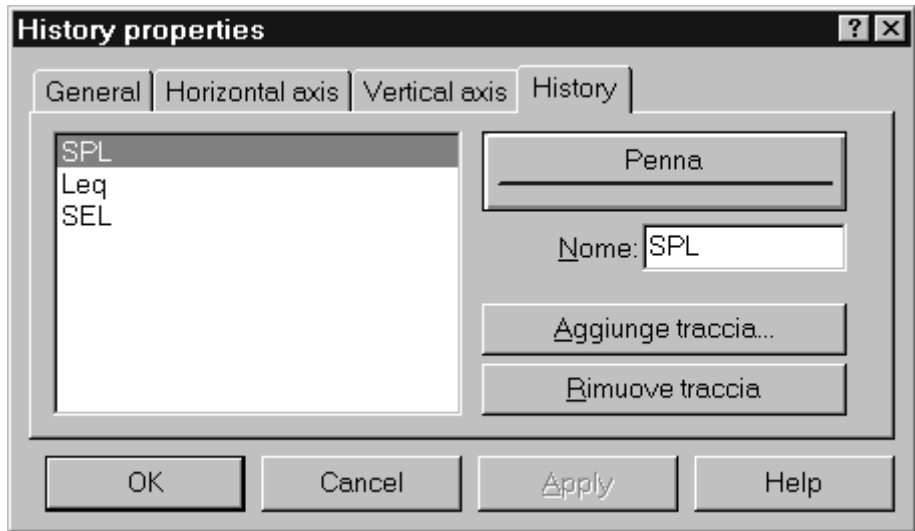 History properties
General Horizontal axis Vertical axis History
SPL
Leq
SEL
Penna
Nome: SPL
Aggiunge traccia...
Rimuove traccia
OK Cancel Apply Help